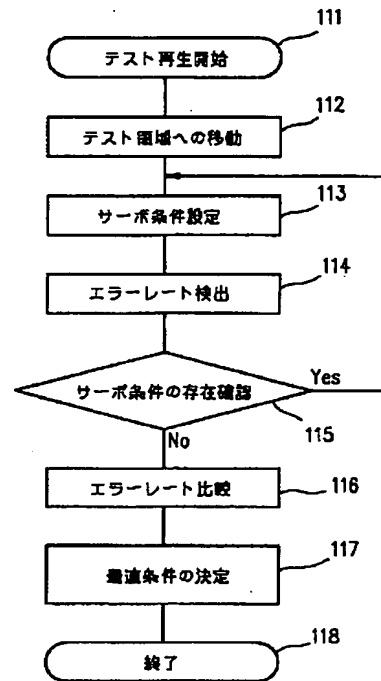 111
テスト再生開始
112
テスト領域への移動
113
サーボ条件設定
114
エラーレート検出
サーボ条件の存在確認
Yes
115
No
エラーレート比較
116
117
最適条件の決定
118
終了